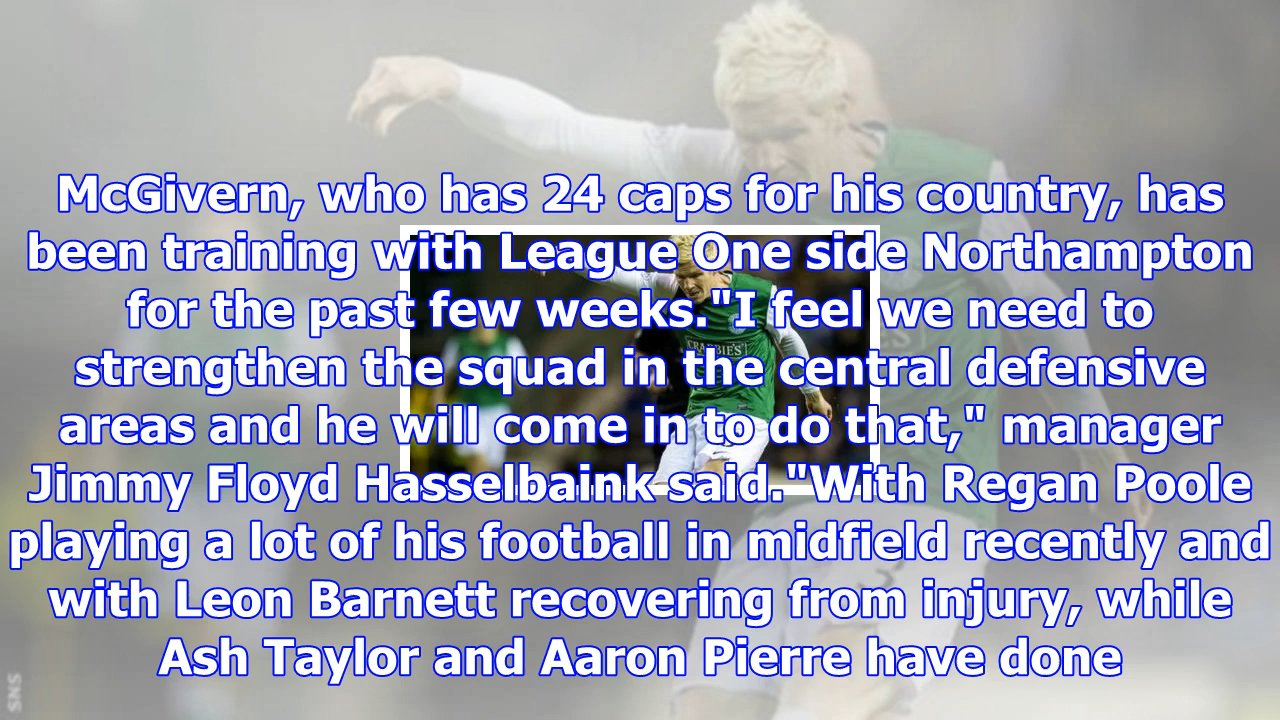 McGivern, who has 24 caps for his country, has
been training with League One side Northampton
for the past few weeks."I feel we need to
strengthen the squad in the central defensive
areas and he will come in to do that," manager
Jimmy Floyd Hasselbaink said."With Regan Poole
playing a lot of his football in midfield recently and
with Leon Barnett recovering from injury, while
Ash Taylor and Aaron Pierre have done
CRABBIE'S
SNS